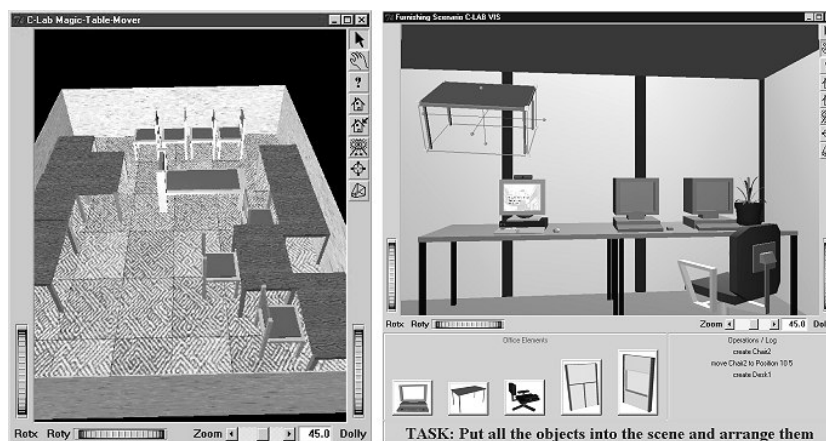 C-Lab Magic-Table-Mover
?
Rotx Roty Zoom 45.0 Dolly
Furnishing Scenario C-LAB VIS
Rotx Roty Zoom 45.0 Dolly
Office Elements
Operations / Log
create Chair2
move Chair2 to Position 10 5
create Desk1
TASK: Put all the objects into the scene and arrange them